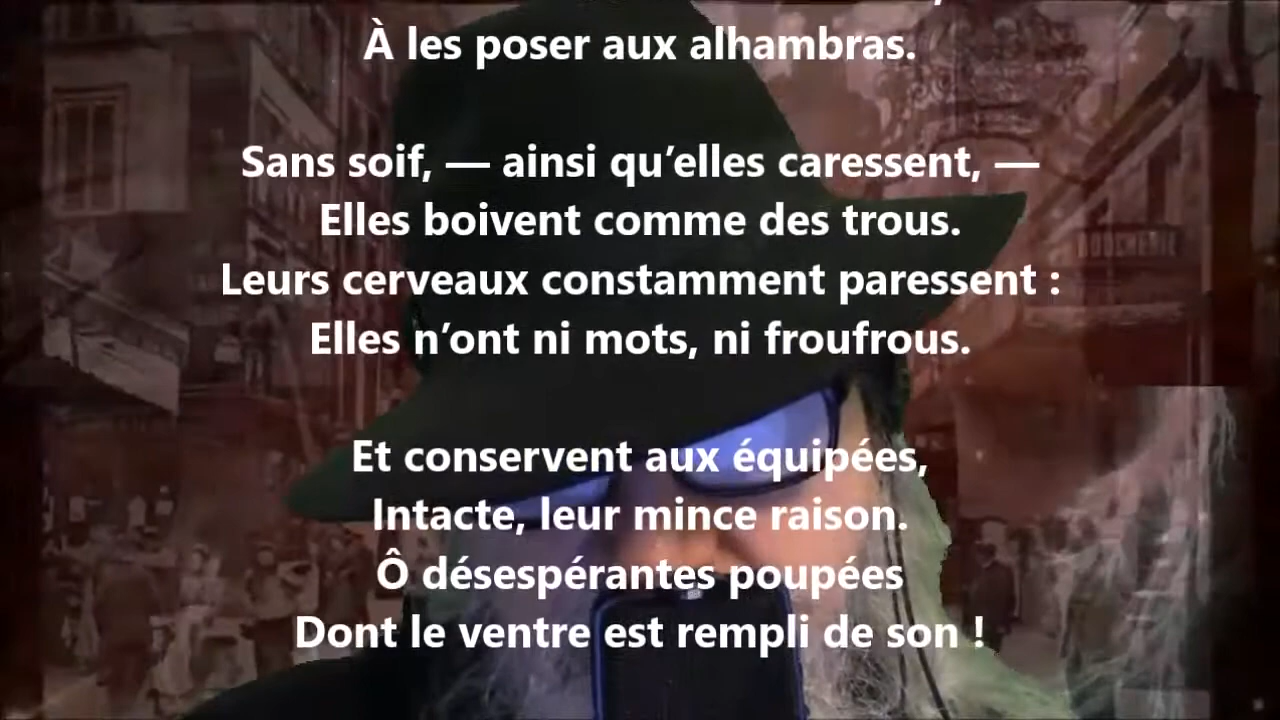 À les poser aux alhambras.
Sans soif, — ainsi qu’elles caressent, —
Elles boivent comme des trous.
Leurs cerveaux constamment paressent :
Elles n’ont ni mots, ni froufrous.
Et conservent aux équipées,
Intacte, leur mince raison.
Ô désespérantes poupées
Dont le ventre est rempli de son !
BOUCHERIE